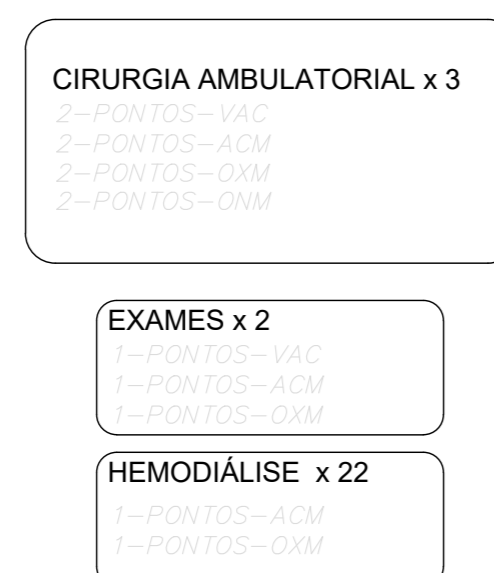 CIRURGIA AMBULATORIAL x 3
2-PONTOS-VAC
2-PONTOS-ACM
2-PONTOS-OXM
2-PONTOS-ONM
EXAMES x 2
1-PONTOS-VAC
1-PONTOS-ACM
1-PONTOS-OXM
HEMODIÁLISE x 22
1-PONTOS-ACM
1-PONTOS-OXM